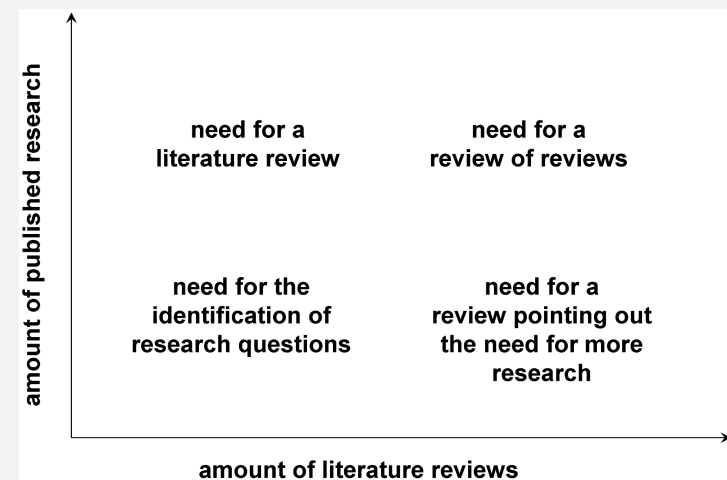 amount of published research
need for a
literature review
need for a
review of reviews
need for the
identification of
research questions
need for a
review pointing out
the need for more
research
amount of literature reviews